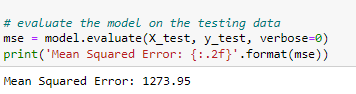 # evaluate the model on the testing data
mse = model.evaluate(X_test, y_test, verbose=0)
print('Mean Squared Error: {:.2f}'.format(mse))
Mean Squared Error: 1273.95